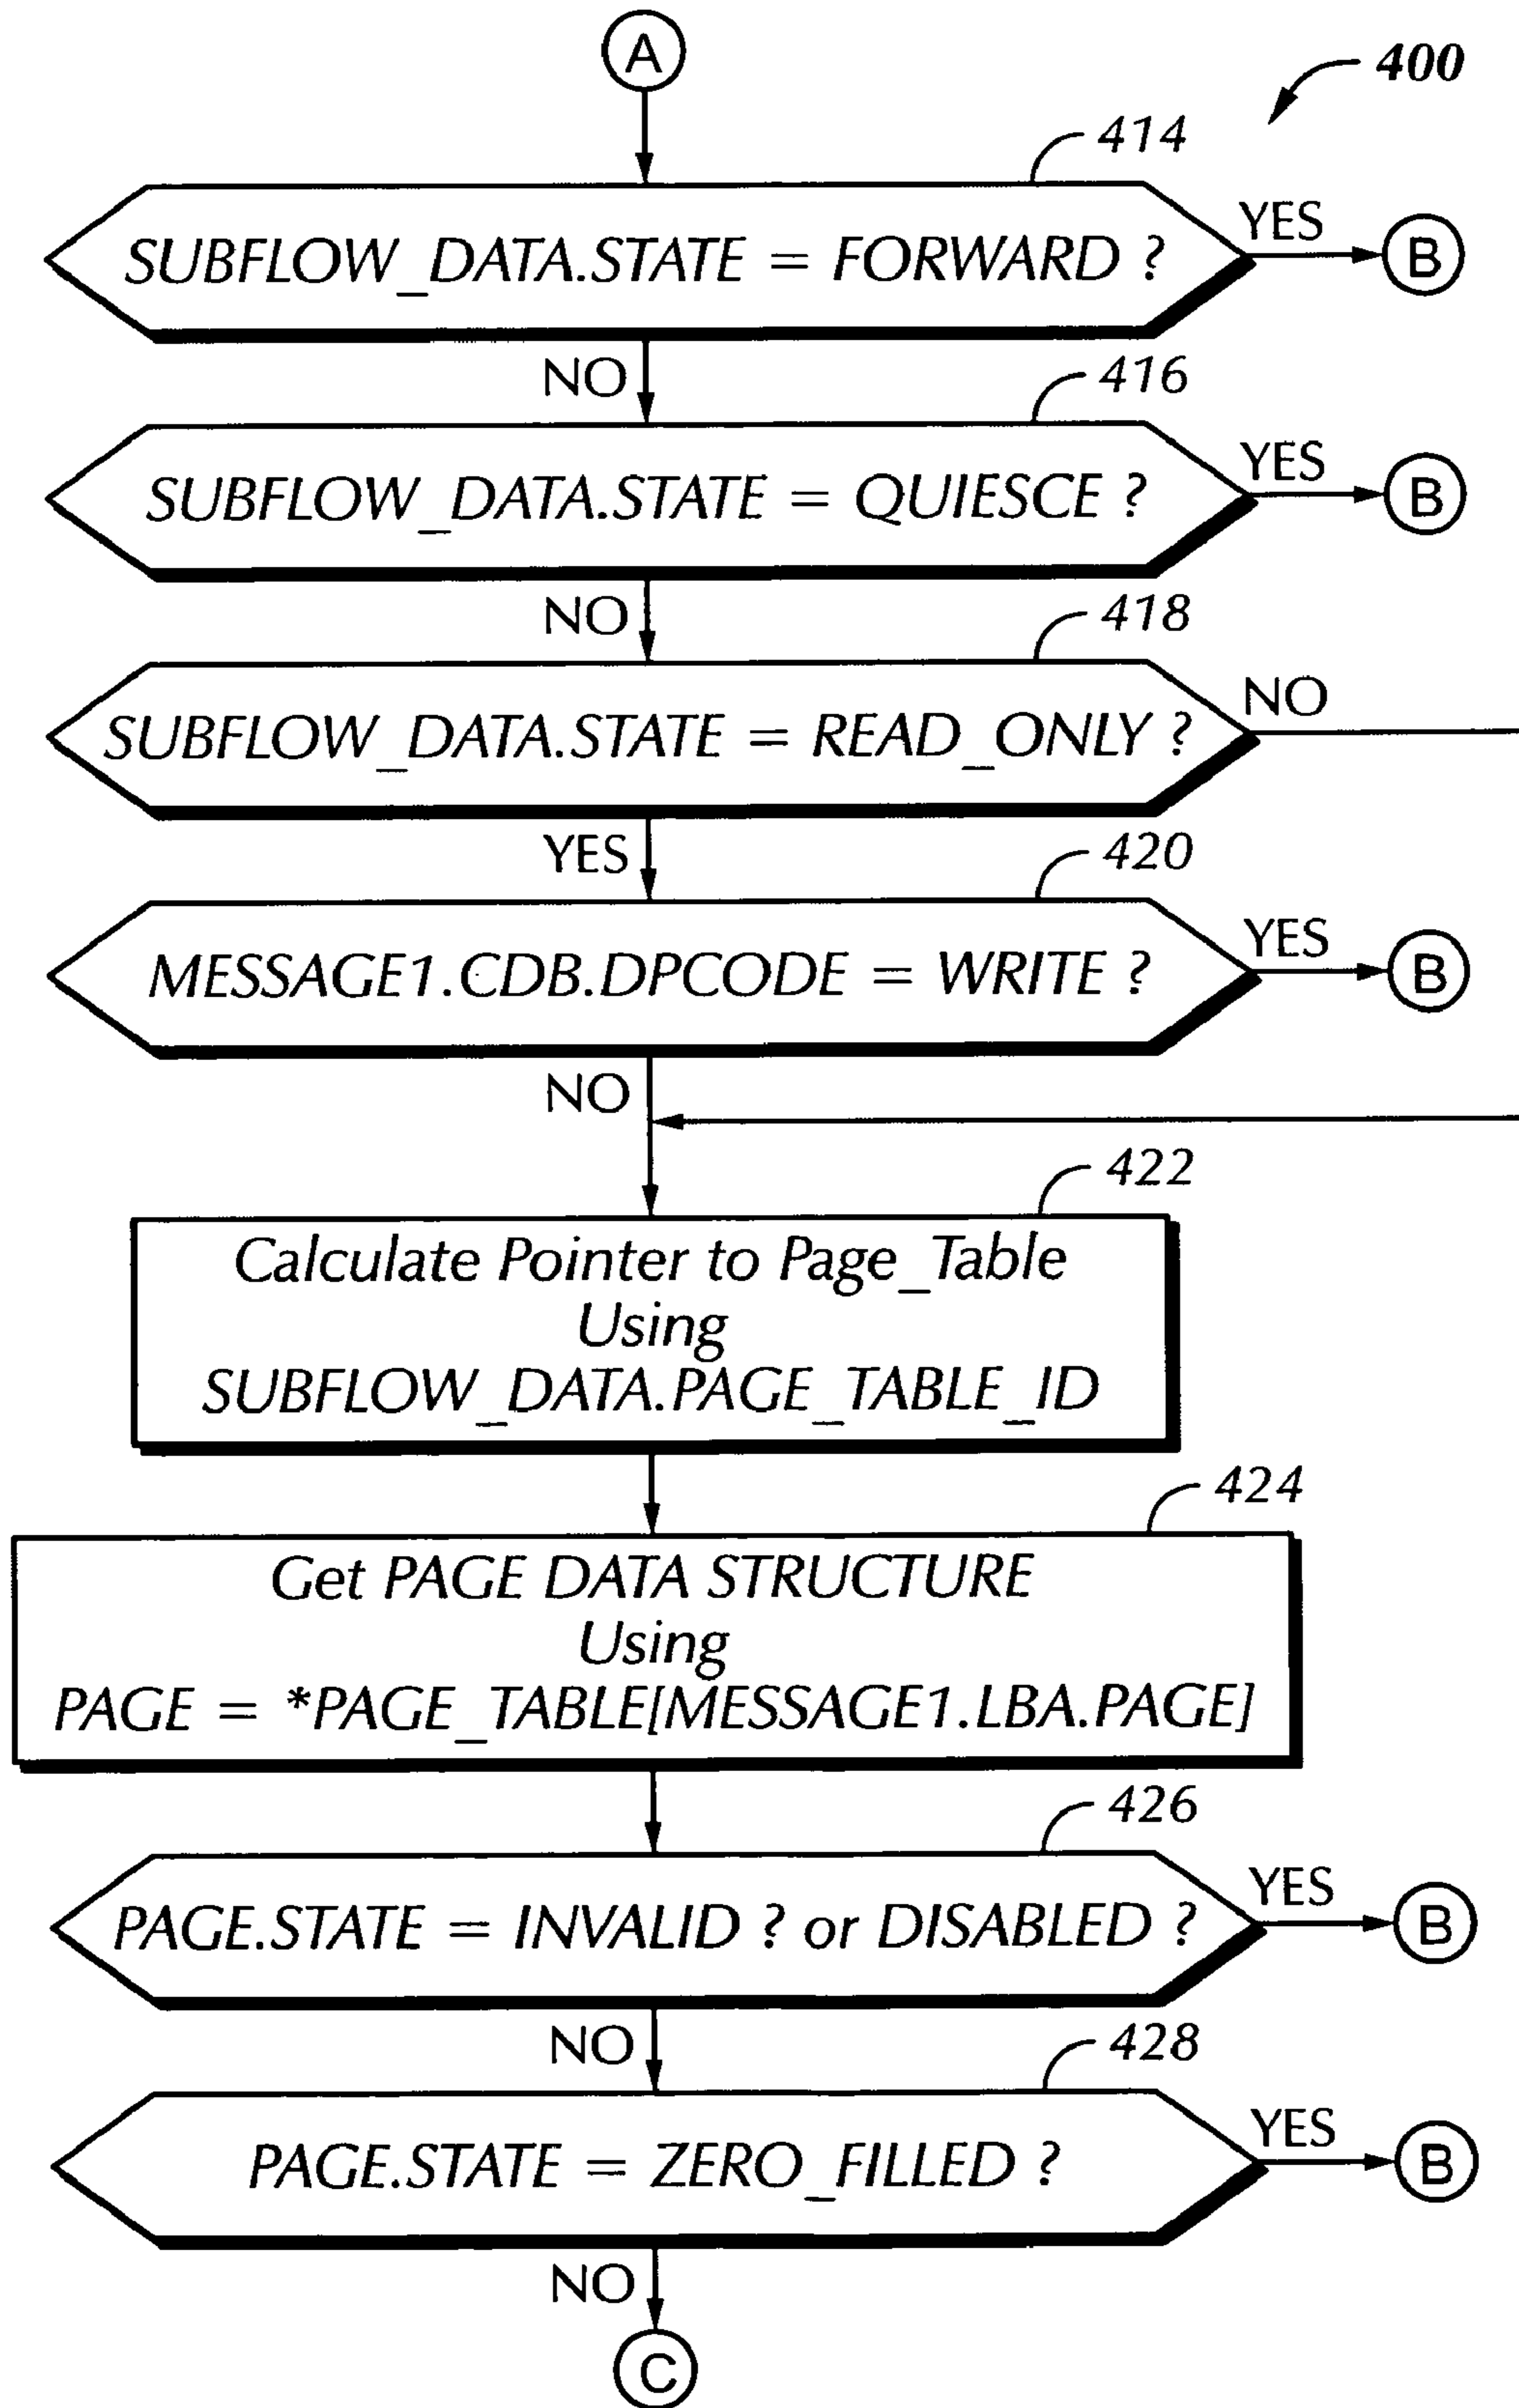 A
400
414
SUBFLOW_DATA.STATE = FORWARD ?
YES
B
NO
416
SUBFLOW_DATA.STATE = QUIESCE ?
YES
B
NO
418
SUBFLOW_DATA.STATE = READ_ONLY ?
NO
YES
420
MESSAGE1.CDB.DPCODE = WRITE ?
YES
B
NO
422
Calculate Pointer to Page_Table
Using
SUBFLOW_DATA.PAGE_TABLE_ID
424
Get PAGE DATA STRUCTURE
Using
PAGE = *PAGE_TABLE[MESSAGE1.LBA.PAGE]
426
PAGE.STATE = INVALID ? or DISABLED ?
YES
B
NO
428
PAGE.STATE = ZERO_FILLED ?
YES
B
NO
C